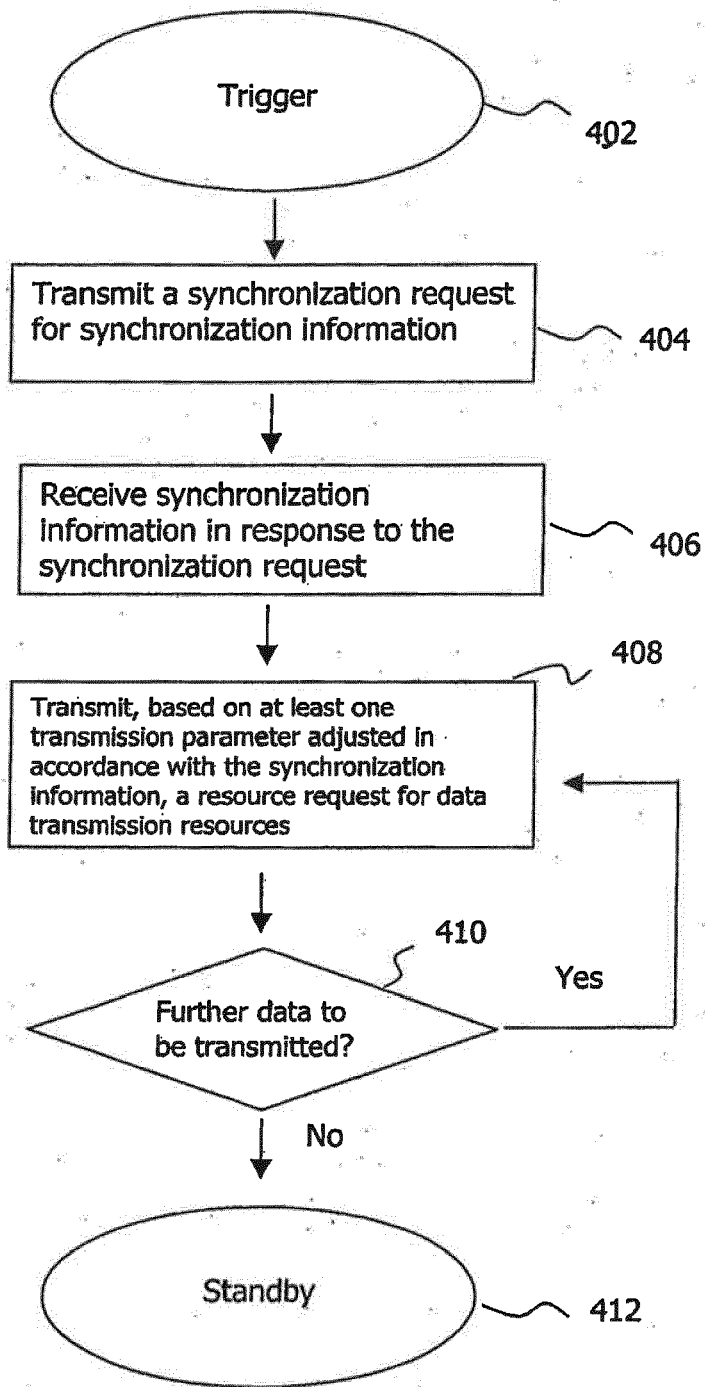 Trigger
402
Transmit a synchronization request
for synchronization information
404
Receive synchronization
information in response to the
synchronization request
406
408
Transmit, based on at least one
transmission parameter adjusted in
accordance with the synchronization
information, a resource request for data
transmission resources
410
Yes
Further data to
be transmitted?
No
Standby
412